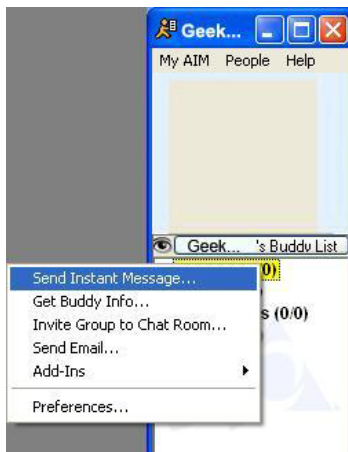 Geek...
My AIM People Help
Geek... 's Buddy List
0)
s (0/0)
Send Instant Message...
Get Buddy Info...
Invite Group to Chat Room...
Send Email...
Add-Ins
Preferences...